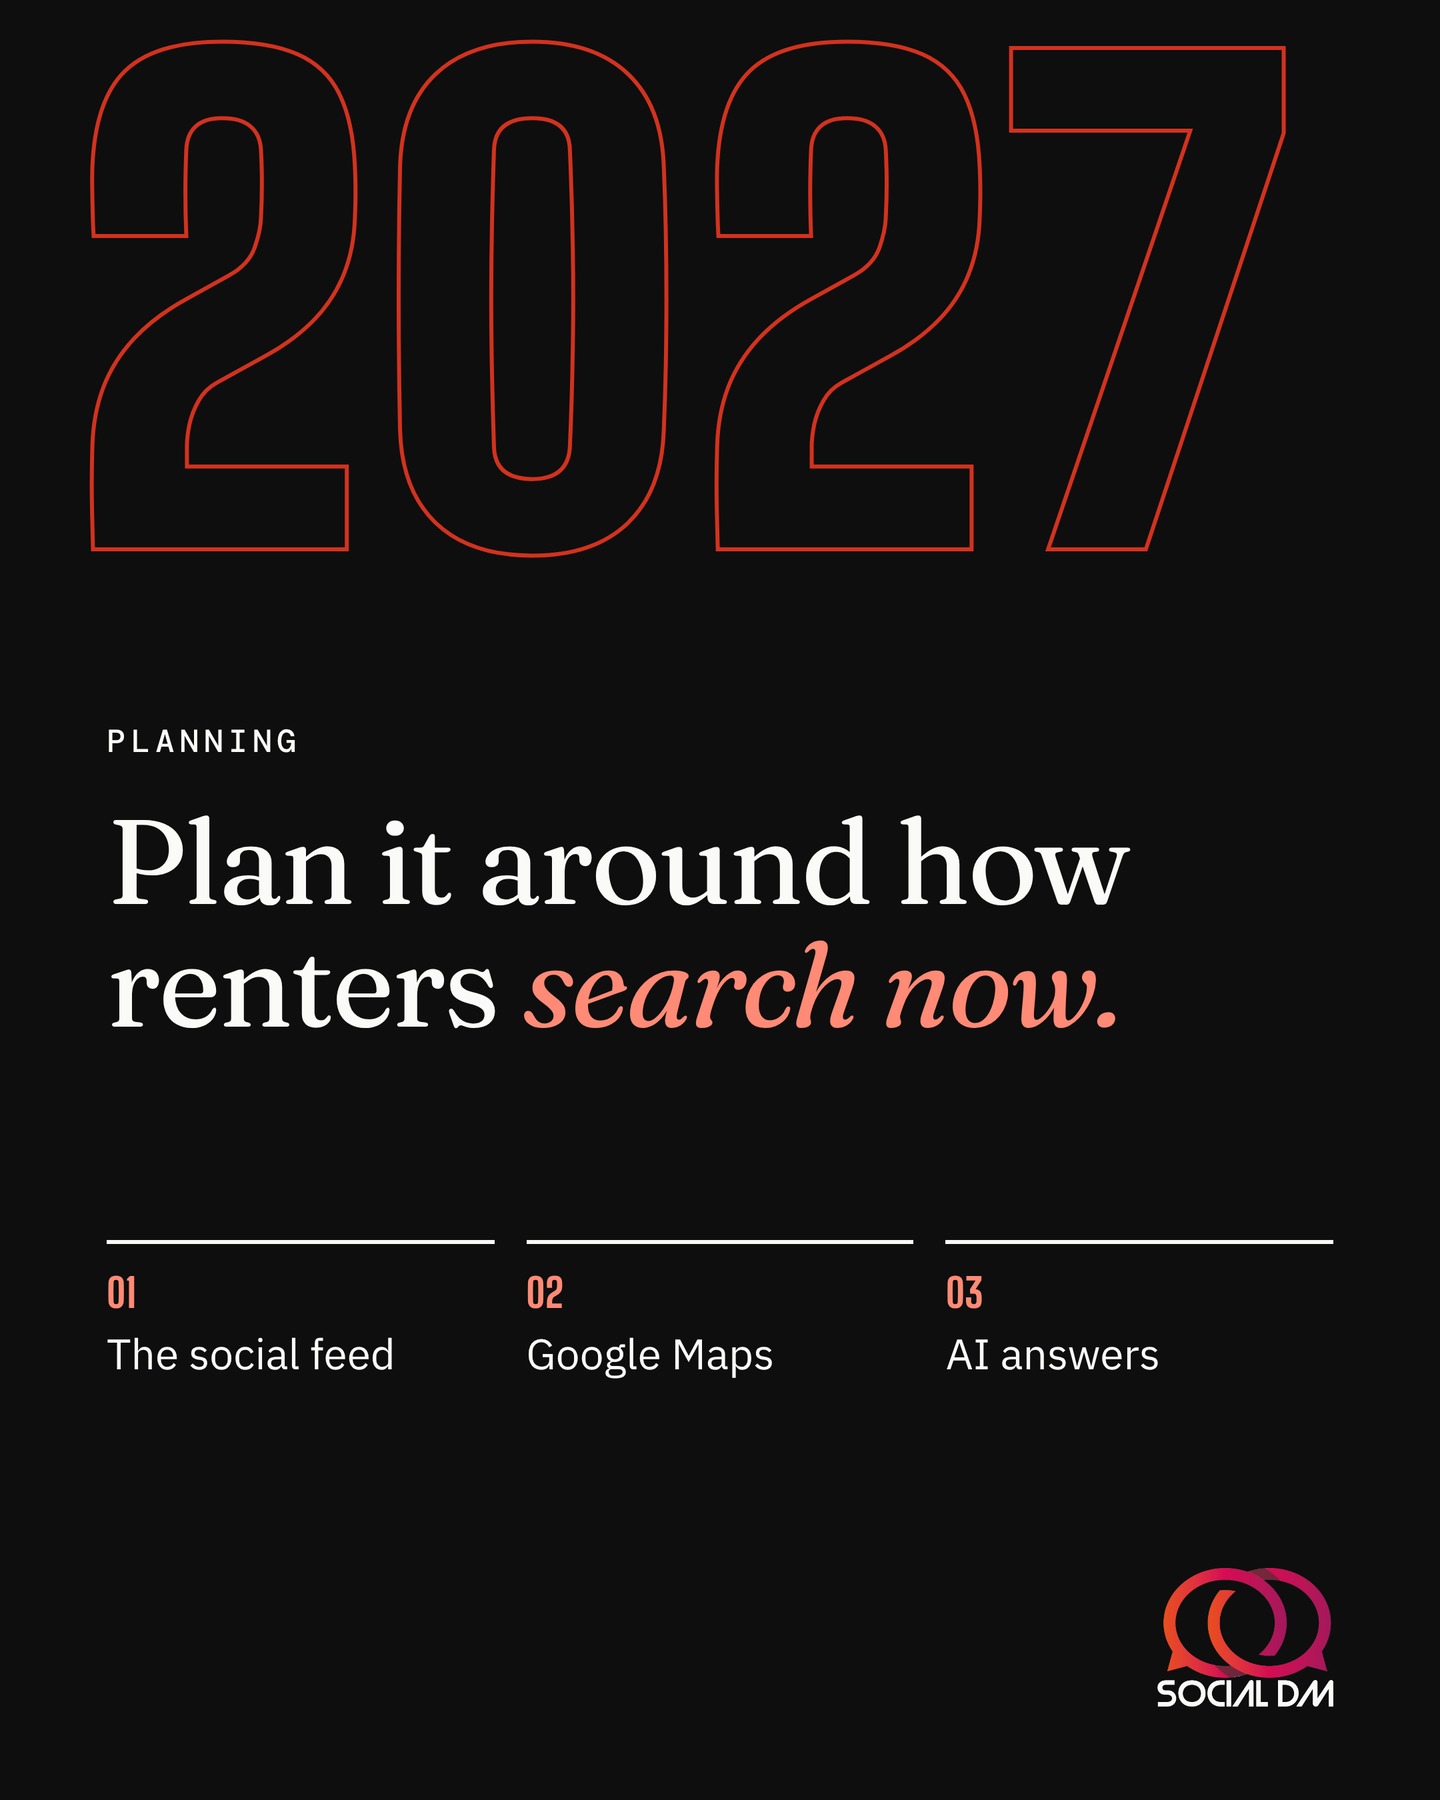 2027
PLANNING
Plan it around how
renters search now.
01
The social feed
02
Google Maps
03
AI answers
SOCIAL DM